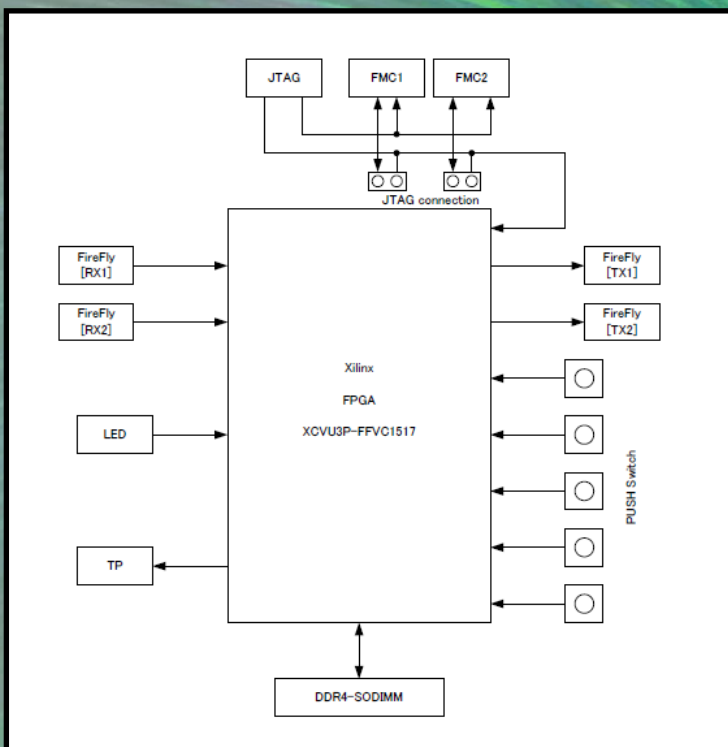 JTAG
FMC1
FMC2
JTAG connection
FireFly
[RX1]
FireFly
[TX1]
FireFly
[RX2]
FireFly
[TX2]
Xilinx
FPGA
XCVU3P-FFVC1517
LED
PUSH Switch
TP
DDR4-SODIMM